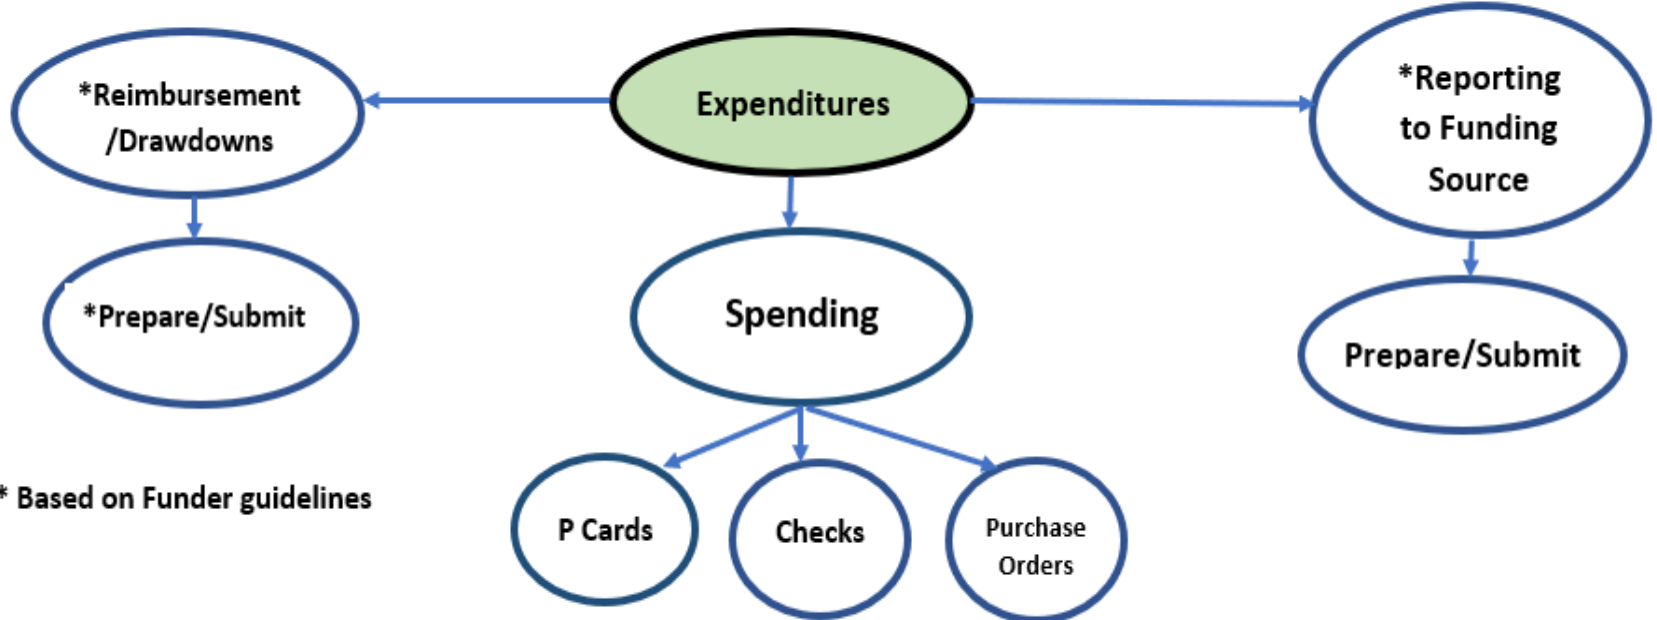 *Reimbursement
/Drawdowns
Expenditures
*Reporting
to Funding
Source
*Prepare/Submit
Spending
Prepare/Submit
* Based on Funder guidelines
P Cards
Checks
Purchase
Orders